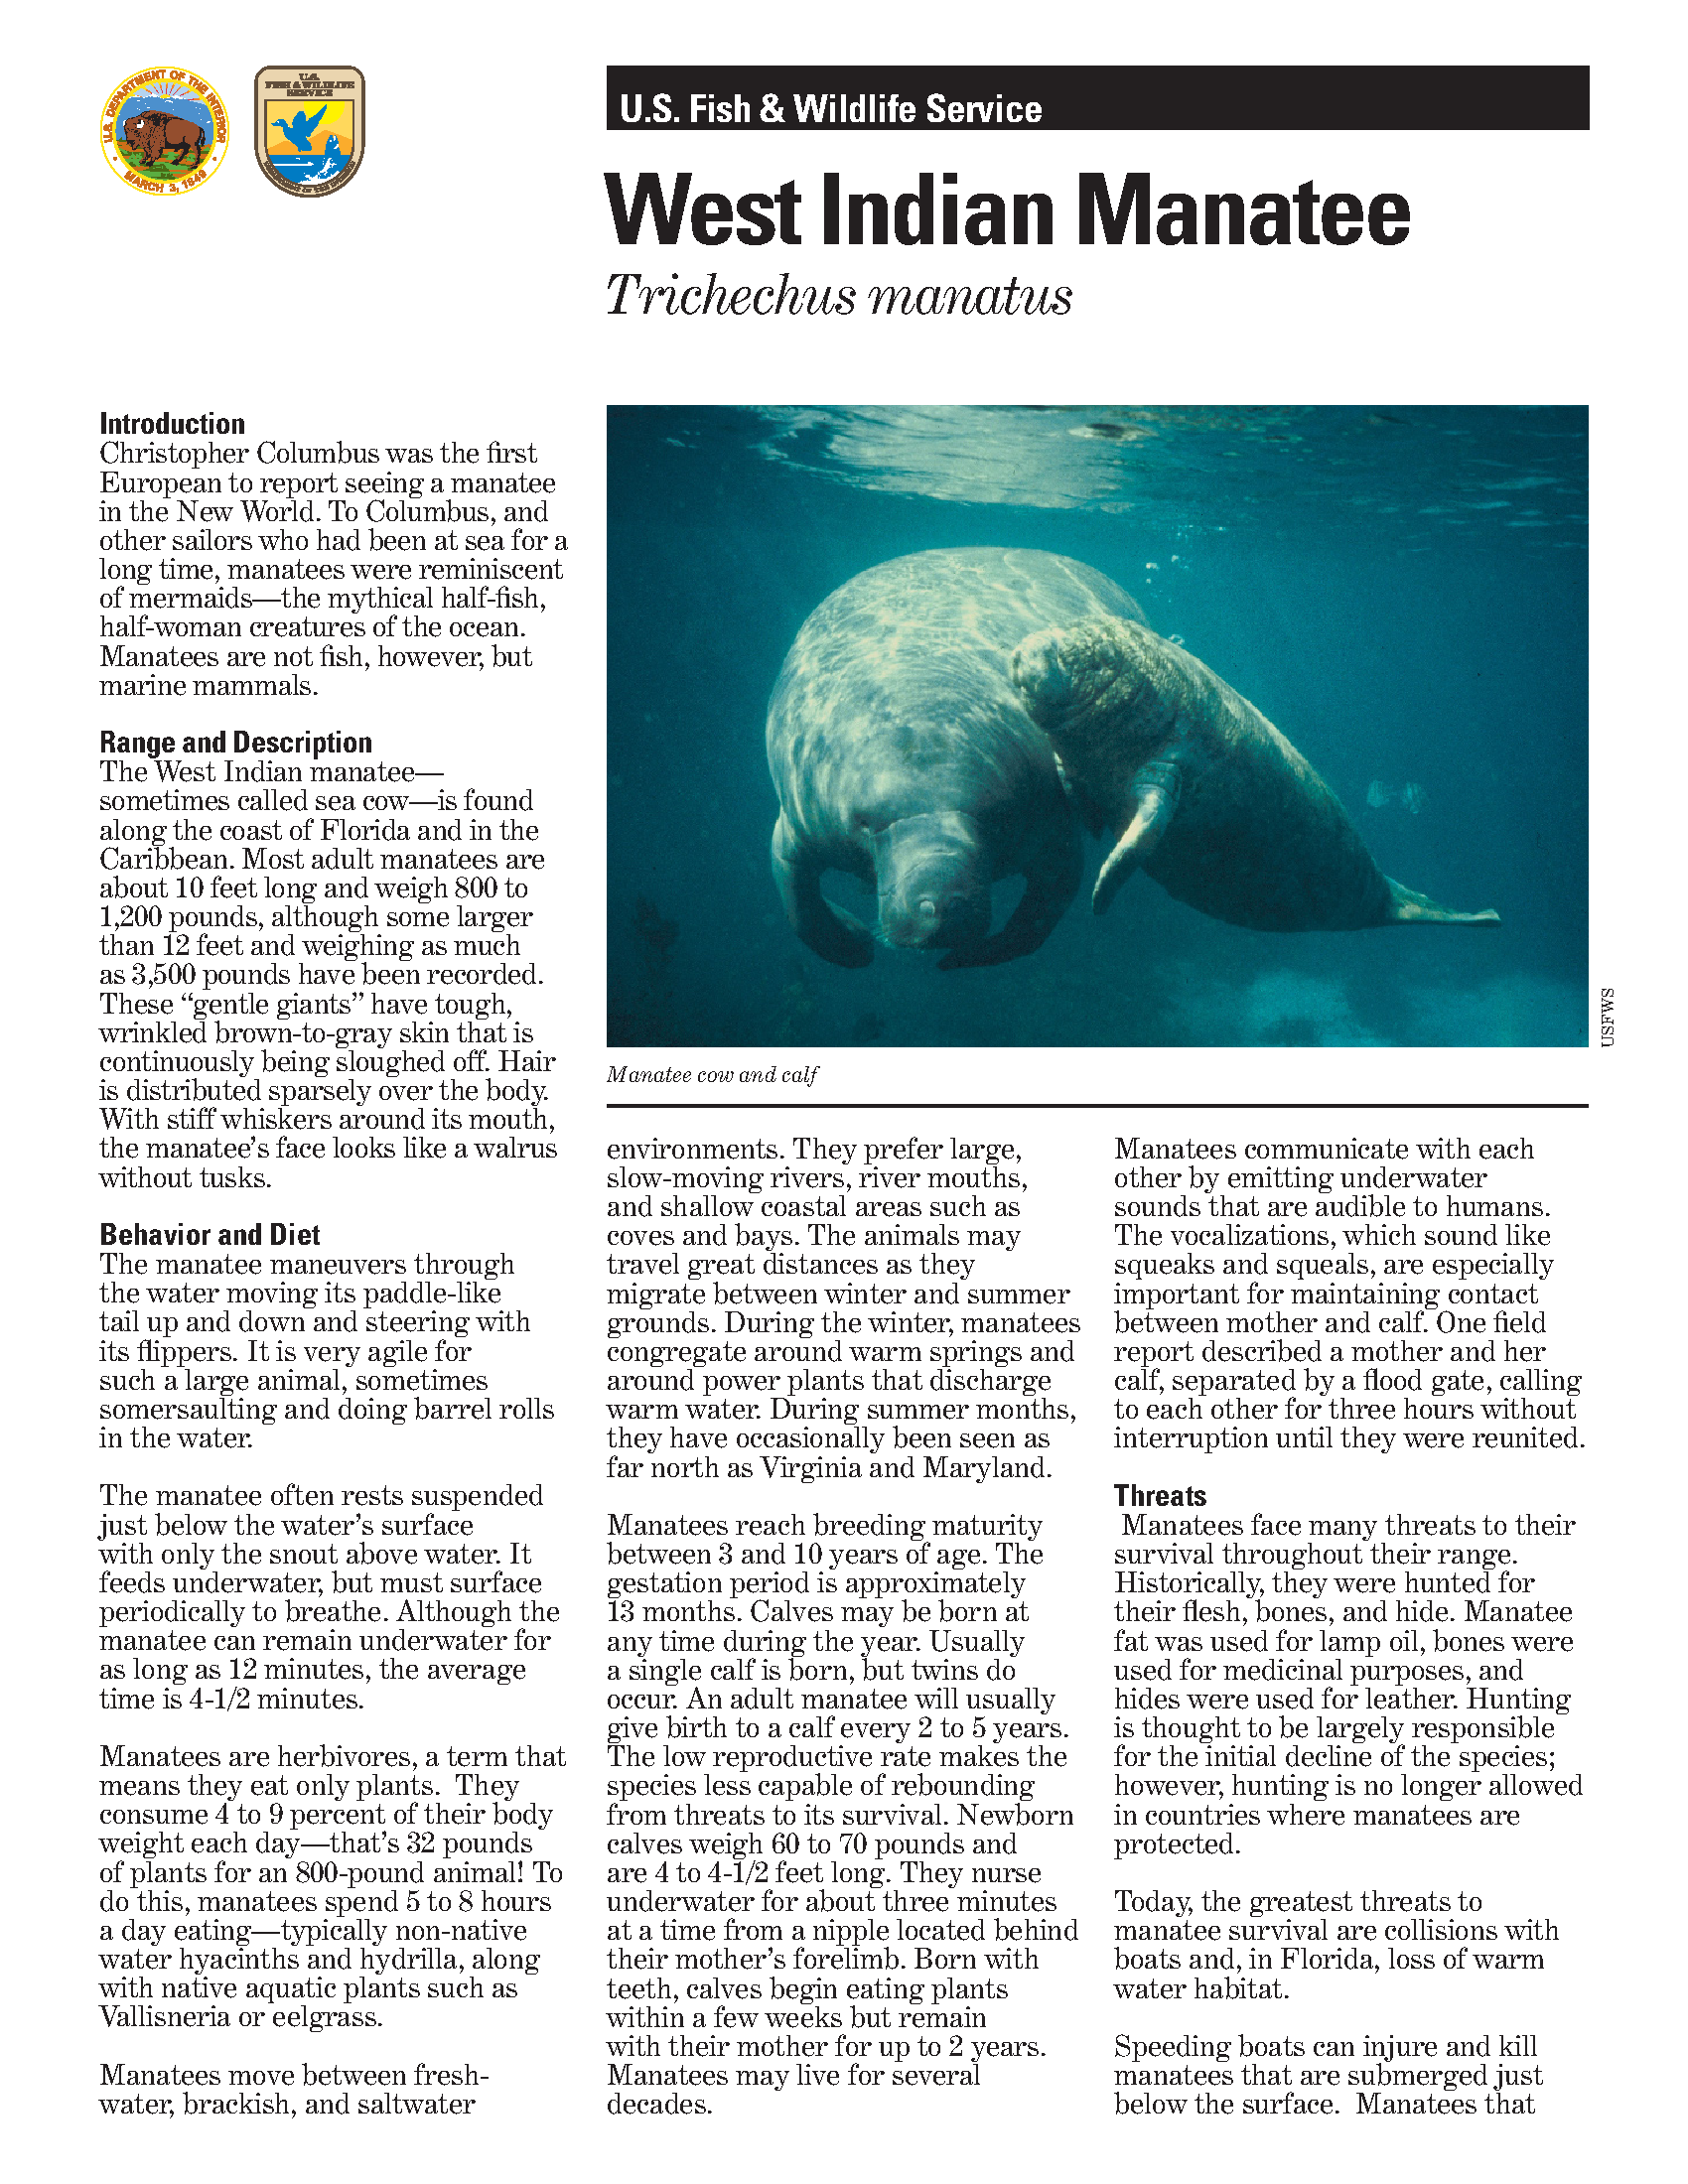 U.S. DEPARTMENT OF THE INTERIOR
MARCH 3, 1849
U.S.
FISH & WILDLIFE
SERVICE
U.S. Fish & Wildlife Service
West Indian Manatee
Trichechus manatus
Introduction
Christopher Columbus was the first
European to report seeing a manatee
in the New World. To Columbus, and
other sailors who had been at sea for a
long time, manatees were reminiscent
of mermaids—the mythical half-fish,
half-woman creatures of the ocean.
Manatees are not fish, however, but
marine mammals.
Range and Description
The West Indian manatee—
sometimes called sea cow—is found
along the coast of Florida and in the
Caribbean. Most adult manatees are
about 10 feet long and weigh 800 to
1,200 pounds, although some larger
than 12 feet and weighing as much
as 3,500 pounds have been recorded.
These “gentle giants” have tough,
wrinkled brown-to-gray skin that is
continuously being sloughed off. Hair
is distributed sparsely over the body.
With stiff whiskers around its mouth,
the manatee’s face looks like a walrus
without tusks.
Behavior and Diet
The manatee maneuvers through
the water moving its paddle-like
tail up and down and steering with
its flippers. It is very agile for
such a large animal, sometimes
somersaulting and doing barrel rolls
in the water.
The manatee often rests suspended
just below the water’s surface
with only the snout above water. It
feeds underwater, but must surface
periodically to breathe. Although the
manatee can remain underwater for
as long as 12 minutes, the average
time is 4-1/2 minutes.
Manatees are herbivores, a term that
means they eat only plants.  They
consume 4 to 9 percent of their body
weight each day—that’s 32 pounds
of plants for an 800-pound animal! To
do this, manatees spend 5 to 8 hours
a day eating—typically non-native
water hyacinths and hydrilla, along
with native aquatic plants such as
Vallisneria or eelgrass.
Manatees move between fresh-
water, brackish, and saltwater
USFWS
Manatee cow and calf
environments. They prefer large,
slow-moving rivers, river mouths,
and shallow coastal areas such as
coves and bays. The animals may
travel great distances as they
migrate between winter and summer
grounds. During the winter, manatees
congregate around warm springs and
around power plants that discharge
warm water. During summer months,
they have occasionally been seen as
far north as Virginia and Maryland.
Manatees reach breeding maturity
between 3 and 10 years of age. The
gestation period is approximately
13 months. Calves may be born at
any time during the year. Usually
a single calf is born, but twins do
occur. An adult manatee will usually
give birth to a calf every 2 to 5 years.
The low reproductive rate makes the
species less capable of rebounding
from threats to its survival. Newborn
calves weigh 60 to 70 pounds and
are 4 to 4-1/2 feet long. They nurse
underwater for about three minutes
at a time from a nipple located behind
their mother’s forelimb. Born with
teeth, calves begin eating plants
within a few weeks but remain
with their mother for up to 2 years.
Manatees may live for several
decades.
Manatees communicate with each
other by emitting underwater
sounds that are audible to humans.
The vocalizations, which sound like
squeaks and squeals, are especially
important for maintaining contact
between mother and calf. One field
report described a mother and her
calf, separated by a flood gate, calling
to each other for three hours without
interruption until they were reunited.
Threats
Manatees face many threats to their
survival throughout their range.
Historically, they were hunted for
their flesh, bones, and hide. Manatee
fat was used for lamp oil, bones were
used for medicinal purposes, and
hides were used for leather. Hunting
is thought to be largely responsible
for the initial decline of the species;
however, hunting is no longer allowed
in countries where manatees are
protected.
Today, the greatest threats to
manatee survival are collisions with
boats and, in Florida, loss of warm
water habitat.
Speeding boats can injure and kill
manatees that are submerged just
below the surface.  Manatees that